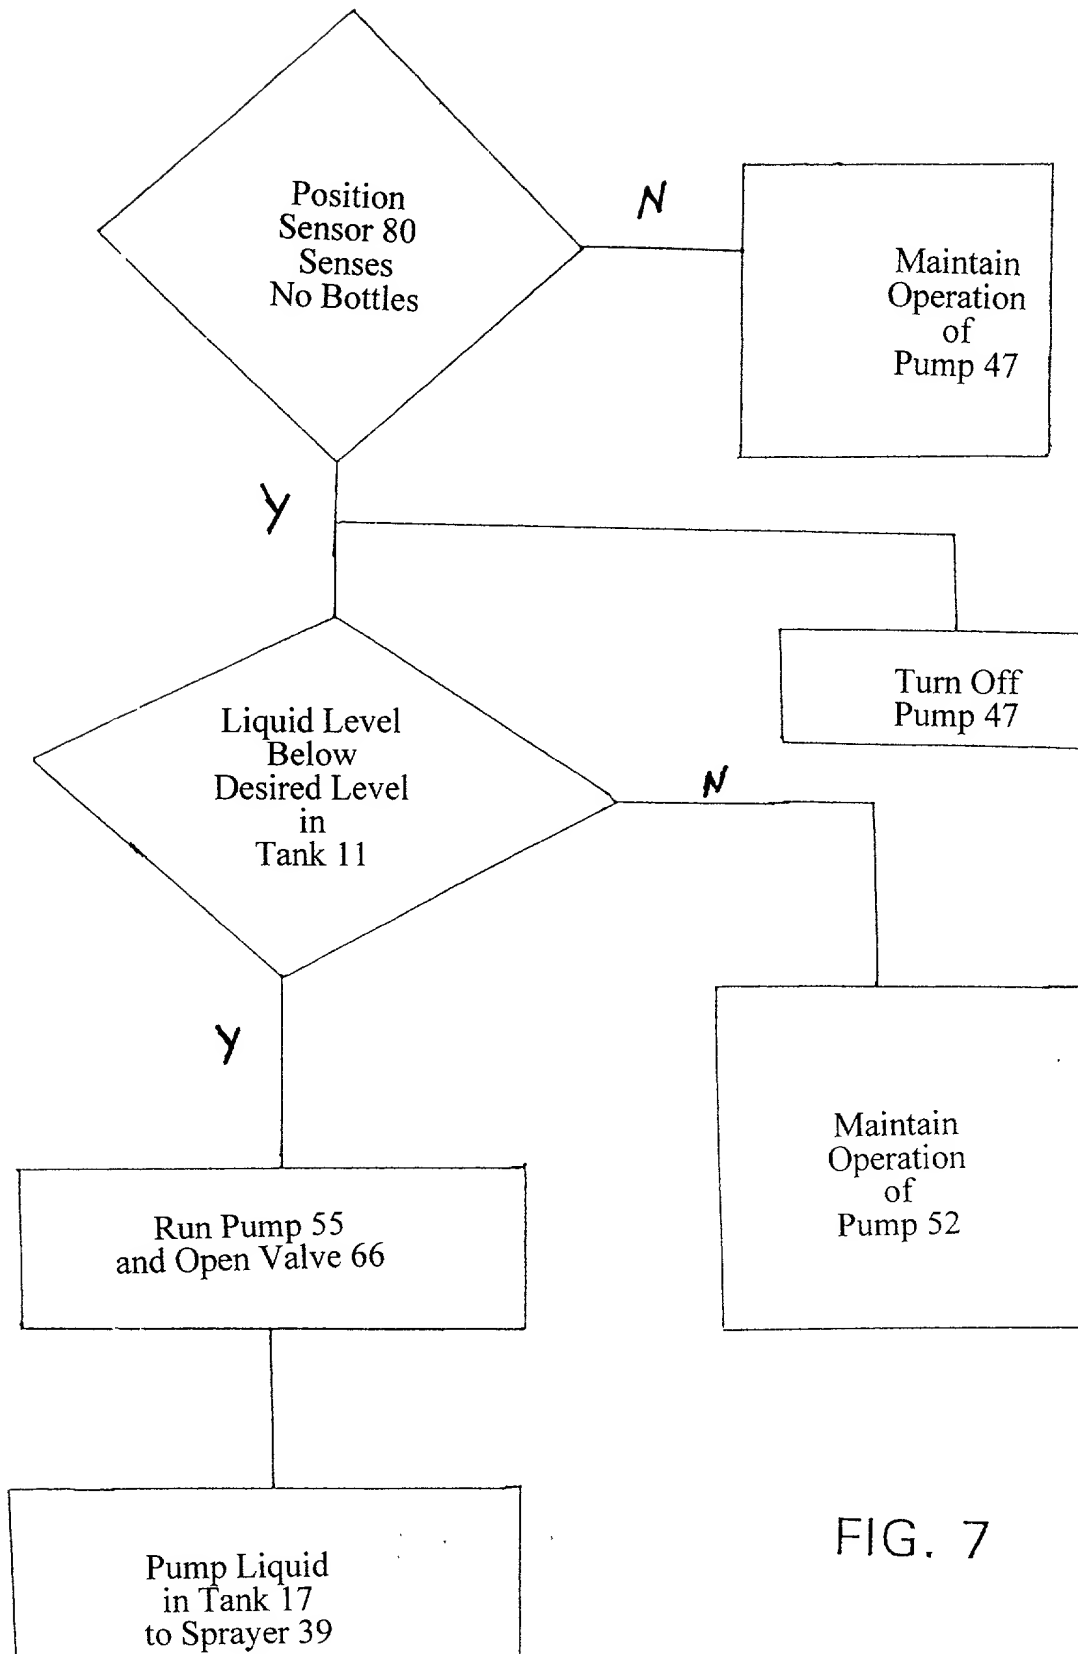 Position
Sensor 80
Senses
No Bottles
N
Maintain
Operation
of
Pump 47
Y
Turn Off
Pump 47
Liquid Level
Below
Desired Level
in
Tank 11
N
Y
Maintain
Operation
of
Pump 52
Run Pump 55
and Open Valve 66
Pump Liquid
in Tank 17
to Sprayer 39
FIG. 7